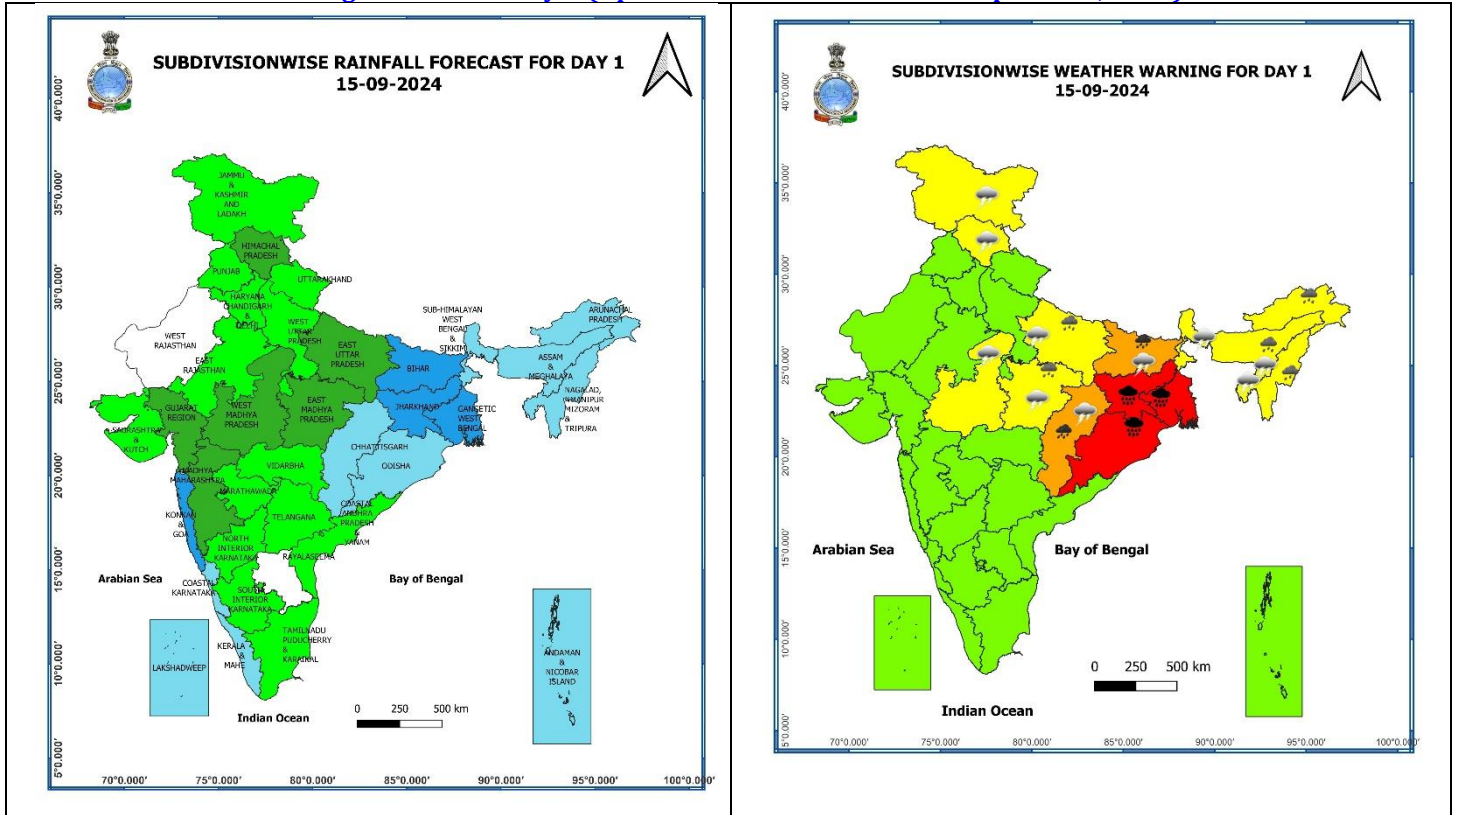 SUBDIVISIONWISE RAINFALL FORECAST FOR DAY 1
15-09-2024
40°0.000'
35°0.000'
30°0.000'
25°0.000'
20°0.000'
15°0.000'
10°0.000'
5°0.000'
JAMMU
&
KASHMIR
AND
LADAKH
HIMACHAL
PRADESH
PUNJAB
UTTARAKHAND
HARYANA
CHANDIGARH
&
DELHI
WEST
RAJASTHAN
EAST
RAJASTHAN
WEST
UTTAR
PRADESH
EAST
UTTAR
PRADESH
SUB-HIMALAYAN
WEST
BENGAL
&
SIKKIM
ARUNACHAL
PRADESH
ASSAM
&
MEGHALAYA
MIZORAM
&
TRIPURA
BIHAR
JHARKHAND
GANGETIC
WEST
BENGAL
GUJARAT
REGION
SAURASHTRA
&
KUTCH
WEST
MADHYA
PRADESH
EAST
MADHYA
PRADESH
CHHATTISGARH
ODISHA
VIDARBHA
MADHYA
MAHARASHTRA
MARATHAWADA
KONKAN
&
GOA
TELANGANA
COASTAL
ANDHRA
PRADESH
&
YANAM
NORTH
INTERIOR
KARNATAKA
RAYALASEEMA
COASTAL
KARNATAKA
SOUTH
INTERIOR
KARNATAKA
TAMILNADU
PUDUCHERRY
&
KARAIKAL
KERALA
&
MAHE
LAKSHADWEEP
ANDAMAN
&
NICOBAR
ISLAND
Arabian Sea
Bay of Bengal
Indian Ocean
0 250 500 km
70°0.000' 75°0.000' 80°0.000' 85°0.000' 90°0.000' 95°0.000' 100°0.000'
SUBDIVISIONWISE WEATHER WARNING FOR DAY 1
15-09-2024
40°0.000'
35°0.000'
30°0.000'
25°0.000'
20°0.000'
15°0.000'
10°0.000'
5°0.000'
Arabian Sea
Bay of Bengal
Indian Ocean
0 250 500 km
70°0.000' 75°0.000' 80°0.000' 85°0.000' 90°0.000' 95°0.000' 100°0.000'